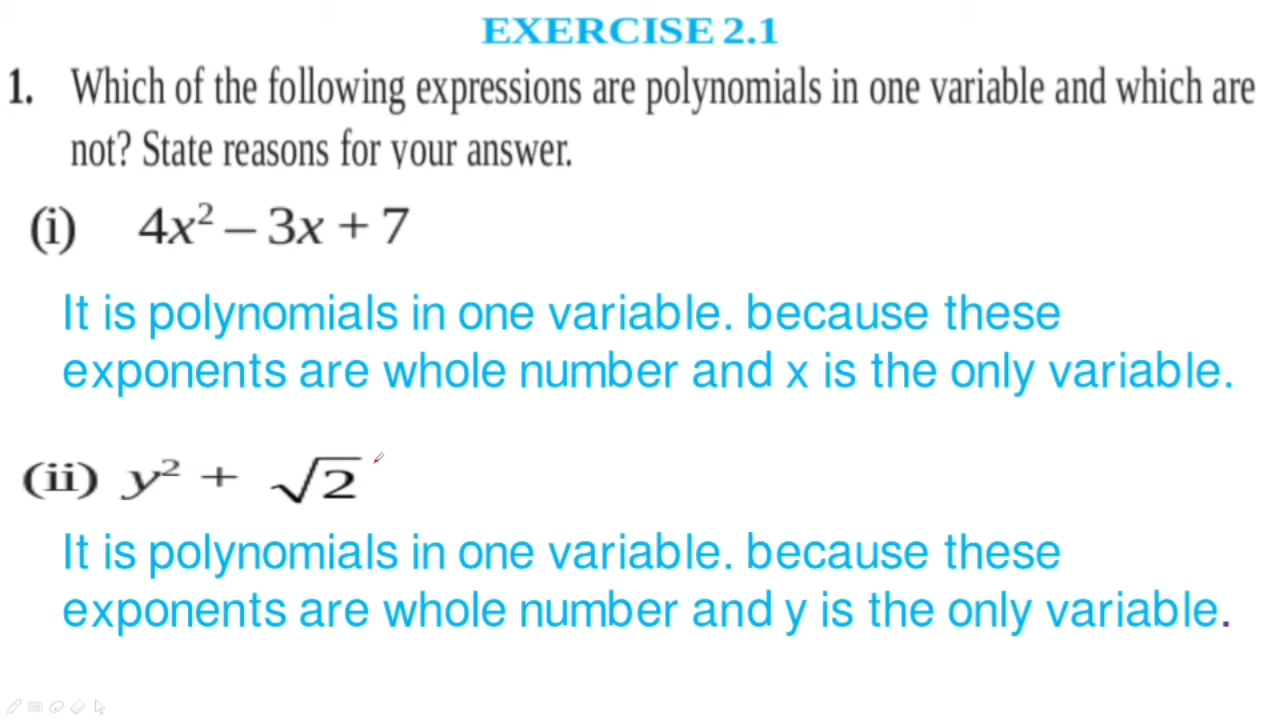 EXERCISE 2.1
1. Which of the following expressions are polynomials in one variable and which are
not? State reasons for your answer.
(i) 4x² – 3x + 7
It is polynomials in one variable. because these
exponents are whole number and x is the only variable.
(ii) y² + √2
It is polynomials in one variable. because these
exponents are whole number and y is the only variable.